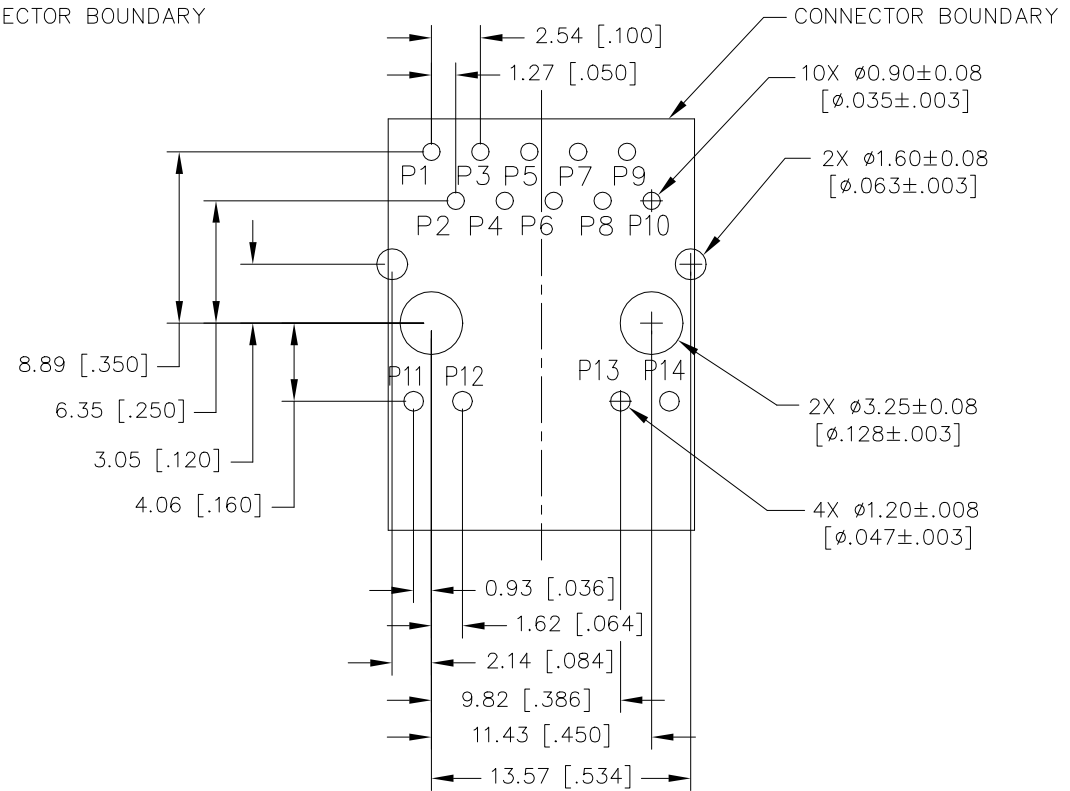 ECTOR BOUNDARY
CONNECTOR BOUNDARY
2.54 [.100]
1.27 [.050]
10X ø0.90±0.08
[ø.035±.003]
2X ø1.60±0.08
[ø.063±.003]
P1 P3 P5 P7 P9
P2 P4 P6 P8 P10
8.89 [.350]
6.35 [.250]
3.05 [.120]
4.06 [.160]
P11 P12 P13 P14
2X ø3.25±0.08
[ø.128±.003]
4X ø1.20±.008
[ø.047±.003]
0.93 [.036]
1.62 [.064]
2.14 [.084]
9.82 [.386]
11.43 [.450]
13.57 [.534]